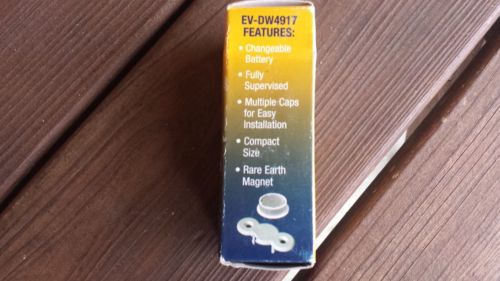 EV-DW4917
FEATURES:
• Changeable
Battery
• Fully
Supervised
• Multiple Caps
for Easy
Installation
• Compact
Size
• Rare Earth
Magnet